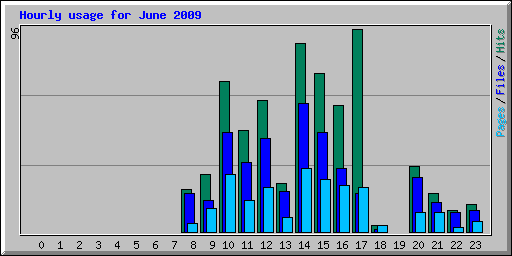 Hourly usage for June 2009
96
Pages / Files / Hits
0 1 2 3 4 5 6 7 8 9 10 11 12 13 14 15 16 17 18 19 20 21 22 23